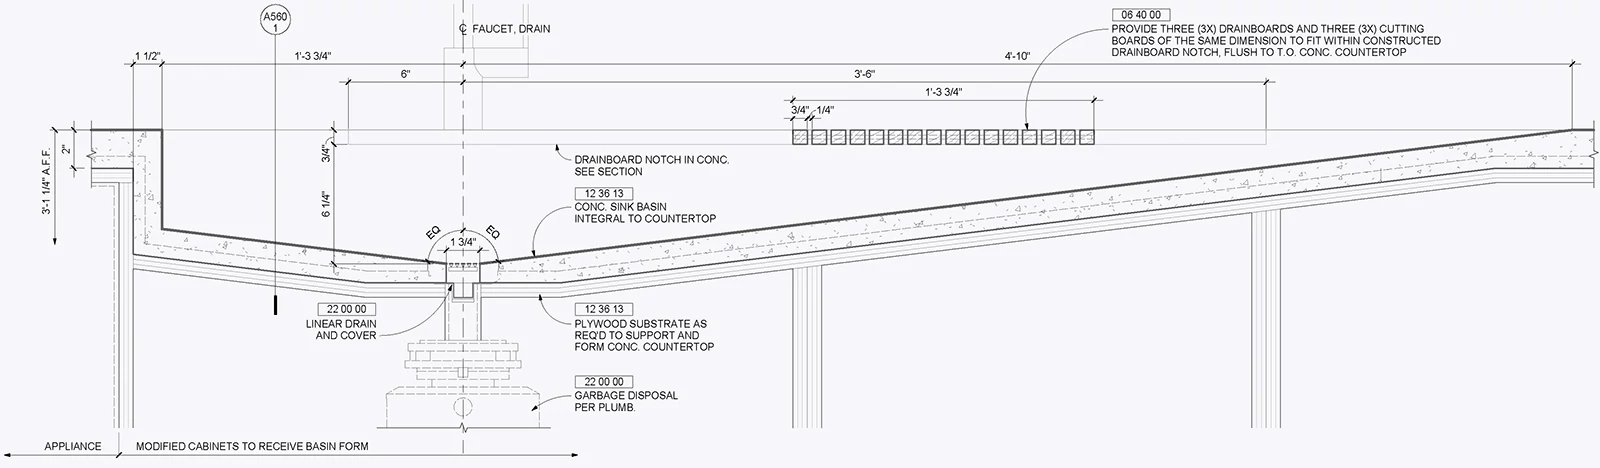 A560
1
℄ FAUCET, DRAIN
06 40 00
PROVIDE THREE (3X) DRAINBOARDS AND THREE (3X) CUTTING
BOARDS OF THE SAME DIMENSION TO FIT WITHIN CONSTRUCTED
DRAINBOARD NOTCH, FLUSH TO T.O. CONC. COUNTERTOP
1 1/2"
1'-3 3/4"
4'-10"
6"
3'-6"
1'-3 3/4"
3/4"
1/4"
2"
3'-1 1/4" A.F.F.
3/4"
6 1/4"
DRAINBOARD NOTCH IN CONC.
SEE SECTION
12 36 13
CONC. SINK BASIN
INTEGRAL TO COUNTERTOP
EQ
EQ
1 3/4"
22 00 00
LINEAR DRAIN
AND COVER
12 36 13
PLYWOOD SUBSTRATE AS
REQ'D TO SUPPORT AND
FORM CONC. COUNTERTOP
22 00 00
GARBAGE DISPOSAL
PER PLUMB.
APPLIANCE
MODIFIED CABINETS TO RECEIVE BASIN FORM